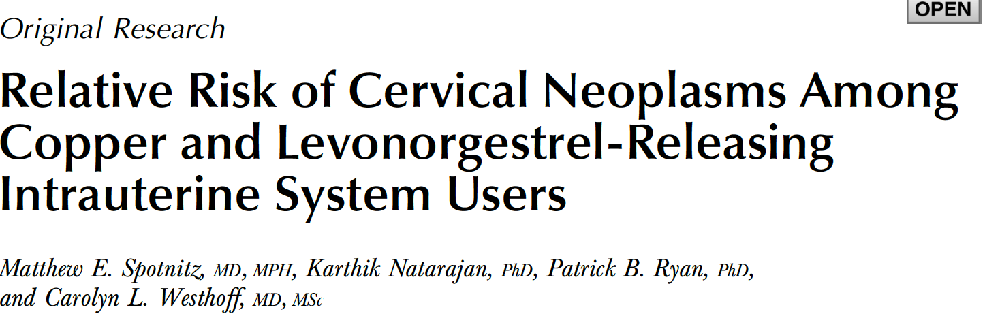 OPEN
Original Research
Relative Risk of Cervical Neoplasms Among
Copper and Levonorgestrel-Releasing
Intrauterine System Users
Matthew E. Spotnitz, MD, MPH, Karthik Natarajan, PhD, Patrick B. Ryan, PhD,
and Carolyn L. Westhoff, MD, MSc